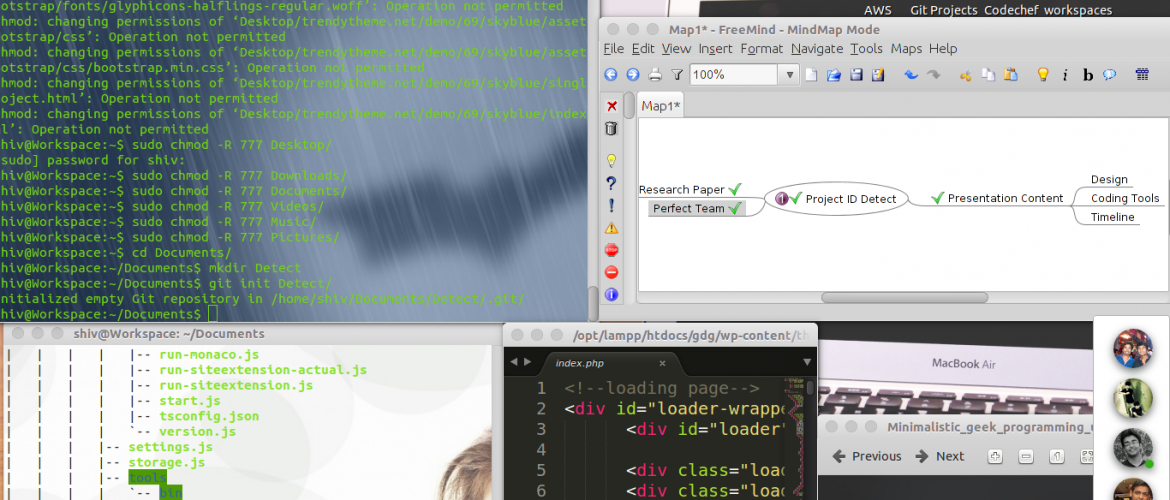 otstrap/fonts/glyphicons-halflings-regular.woff’: Operation not permitted
hmod: changing permissions of ‘Desktop/trendytheme.net/demo/69/skyblue/asset
otstrap/css’: Operation not permitted
hmod: changing permissions of ‘Desktop/trendytheme.net/demo/69/skyblue/asset
otstrap/css/bootstrap.min.css’: Operation not permitted
hmod: changing permissions of ‘Desktop/trendytheme.net/demo/69/skyblue/singl
oject.html’: Operation not permitted
hmod: changing permissions of ‘Desktop/trendytheme.net/demo/69/skyblue/index
l’: Operation not permitted
hiv@Workspace:~$ sudo chmod -R 777 Desktop/
sudo] password for shiv:
hiv@Workspace:~$ sudo chmod -R 777 Downloads/
hiv@Workspace:~$ sudo chmod -R 777 Documents/
hiv@Workspace:~$ sudo chmod -R 777 Videos/
hiv@Workspace:~$ sudo chmod -R 777 Music/
hiv@Workspace:~$ sudo chmod -R 777 Pictures/
hiv@Workspace:~$ cd Documents/
hiv@Workspace:~/Documents$ mkdir Detect
hiv@Workspace:~/Documents$ git init Detect/
nitialized empty Git repository in /home/shiv/Documents/Detect/.git/
hiv@Workspace:~/Documents$
AWS Git Projects Codechef workspaces
Map1* - FreeMind - MindMap Mode
File Edit View Insert Format Navigate Tools Maps Help
100%
Map1*
Research Paper
Perfect Team
Project ID Detect
Presentation Content
Design
Coding Tools
Timeline
shiv@Workspace: ~/Documents
| | | | |-- run-monaco.js
| | | | |-- run-siteextension-actual.js
| | | | |-- run-siteextension.js
| | | | |-- start.js
| | | | |-- tsconfig.json
| | | | `-- version.js
| | | |-- settings.js
| | | |-- storage.js
| | | |-- tools
| | | | `-- bin
/opt/lampp/htdocs/gdg/wp-content/th
index.php
1 <!--loading page-->
2 <div id="loader-wrappe
3 <div id="loader"
4
5 <div class="load
6 <div class="load
MacBook Air
Minimalistic_geek_programming_
Previous Next